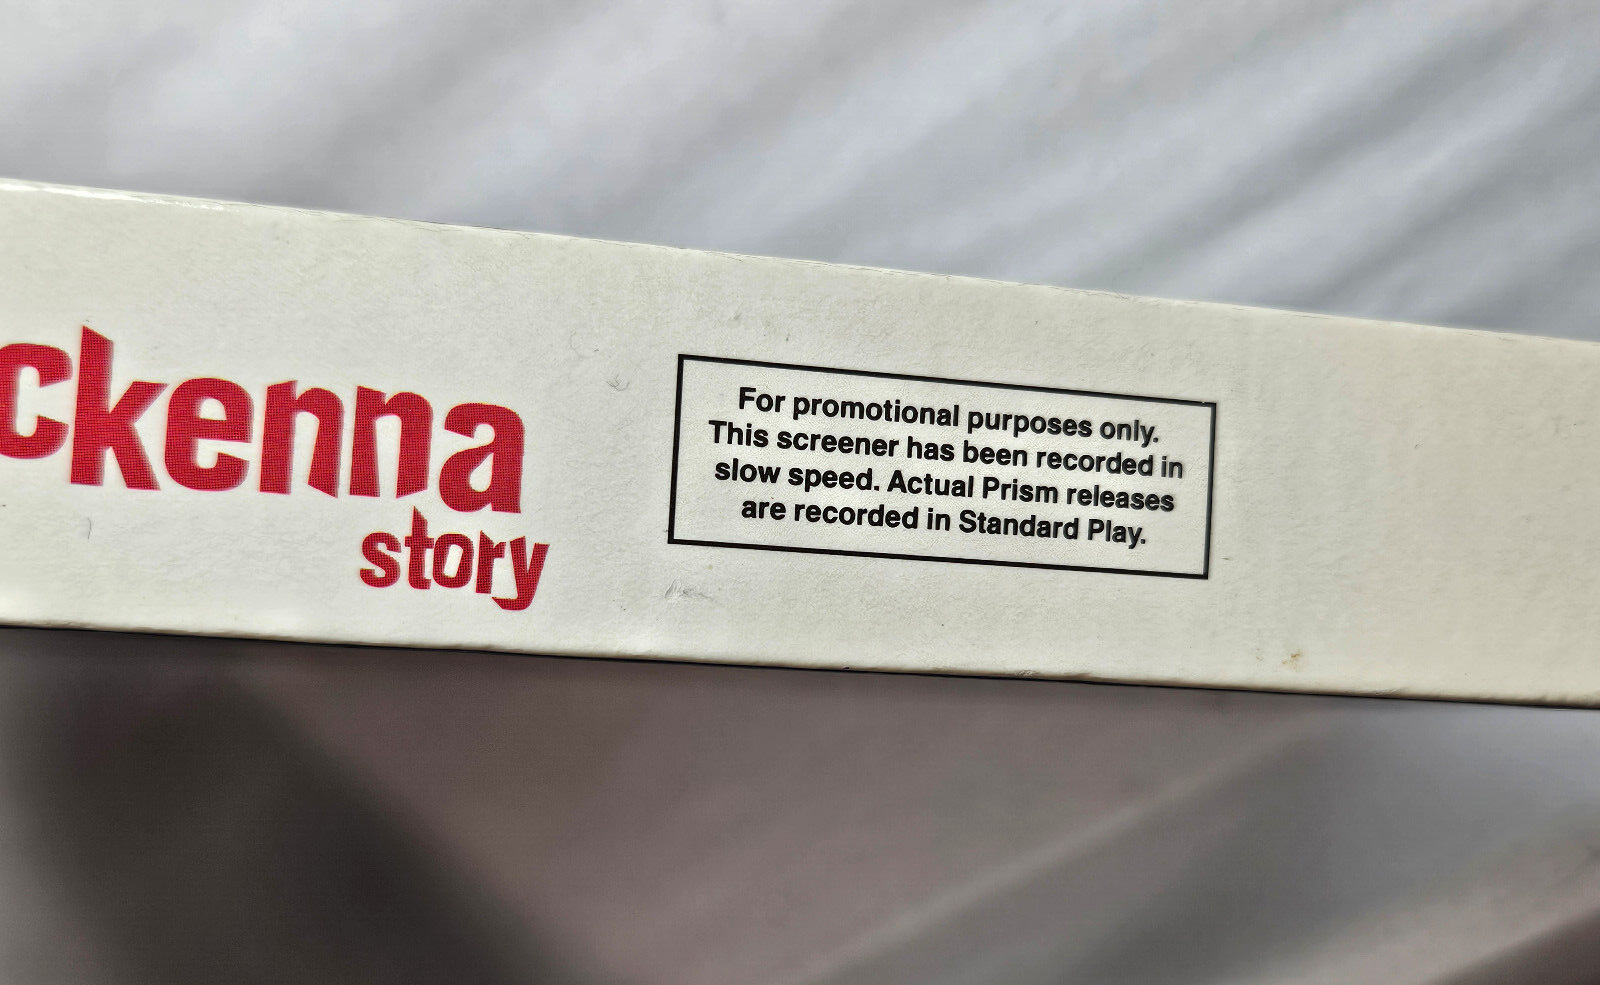 ckenna
story
For promotional purposes only.
This screener has been recorded in
slow speed. Actual Prism releases
are recorded in Standard Play.